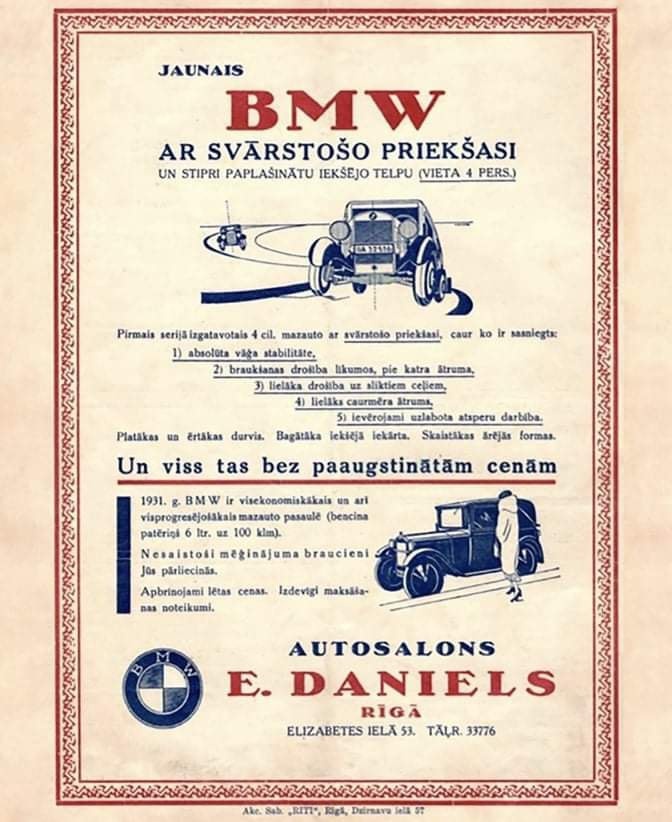 JAUNAIS
BMW
AR SVĀRSTOŠO PRIEKŠASI
UN STIPRI PAPLAŠINĀTU IEKŠĒJO TELPU (VIETA 4 PERS.)
Pirmais serijā izgatavotais 4 cil. mazauto ar svārstošo priekšasi, caur ko ir sasniegts:
1) absolūta vāģa stabilitāte,
2) braukšanas drošība līkumos, pie katra ātruma,
3) lielāka drošība uz sliktiem ceļiem,
4) lielāks caurmēra ātrums,
5) ievērojami uzlabota atsperu darbība.
Platākas un ērtākas durvis. Bagātāka iekšējā iekārta. Skaistākas ārējās formas.
Un viss tas bez paaugstinātām cenām
1931. g. BMW ir visekonomiskākais un arī
visprogresējošākais mazauto pasaulē (bencina
patēriņš 6 ltr. uz 100 klm).
Nesaistoši mēģinājuma braucieni
Jūs pārliecinās.
Apbrīnojami lētas cenas. Izdevīgi maksāša-
nas noteikumi.
BMW
AUTOSALONS
E. DANIELS
RĪGĀ
ELIZABETES IELĀ 53. TĀĻR. 33776
Akc. Sab. „RITI“, Rīgā, Dzirnavu ielā 57